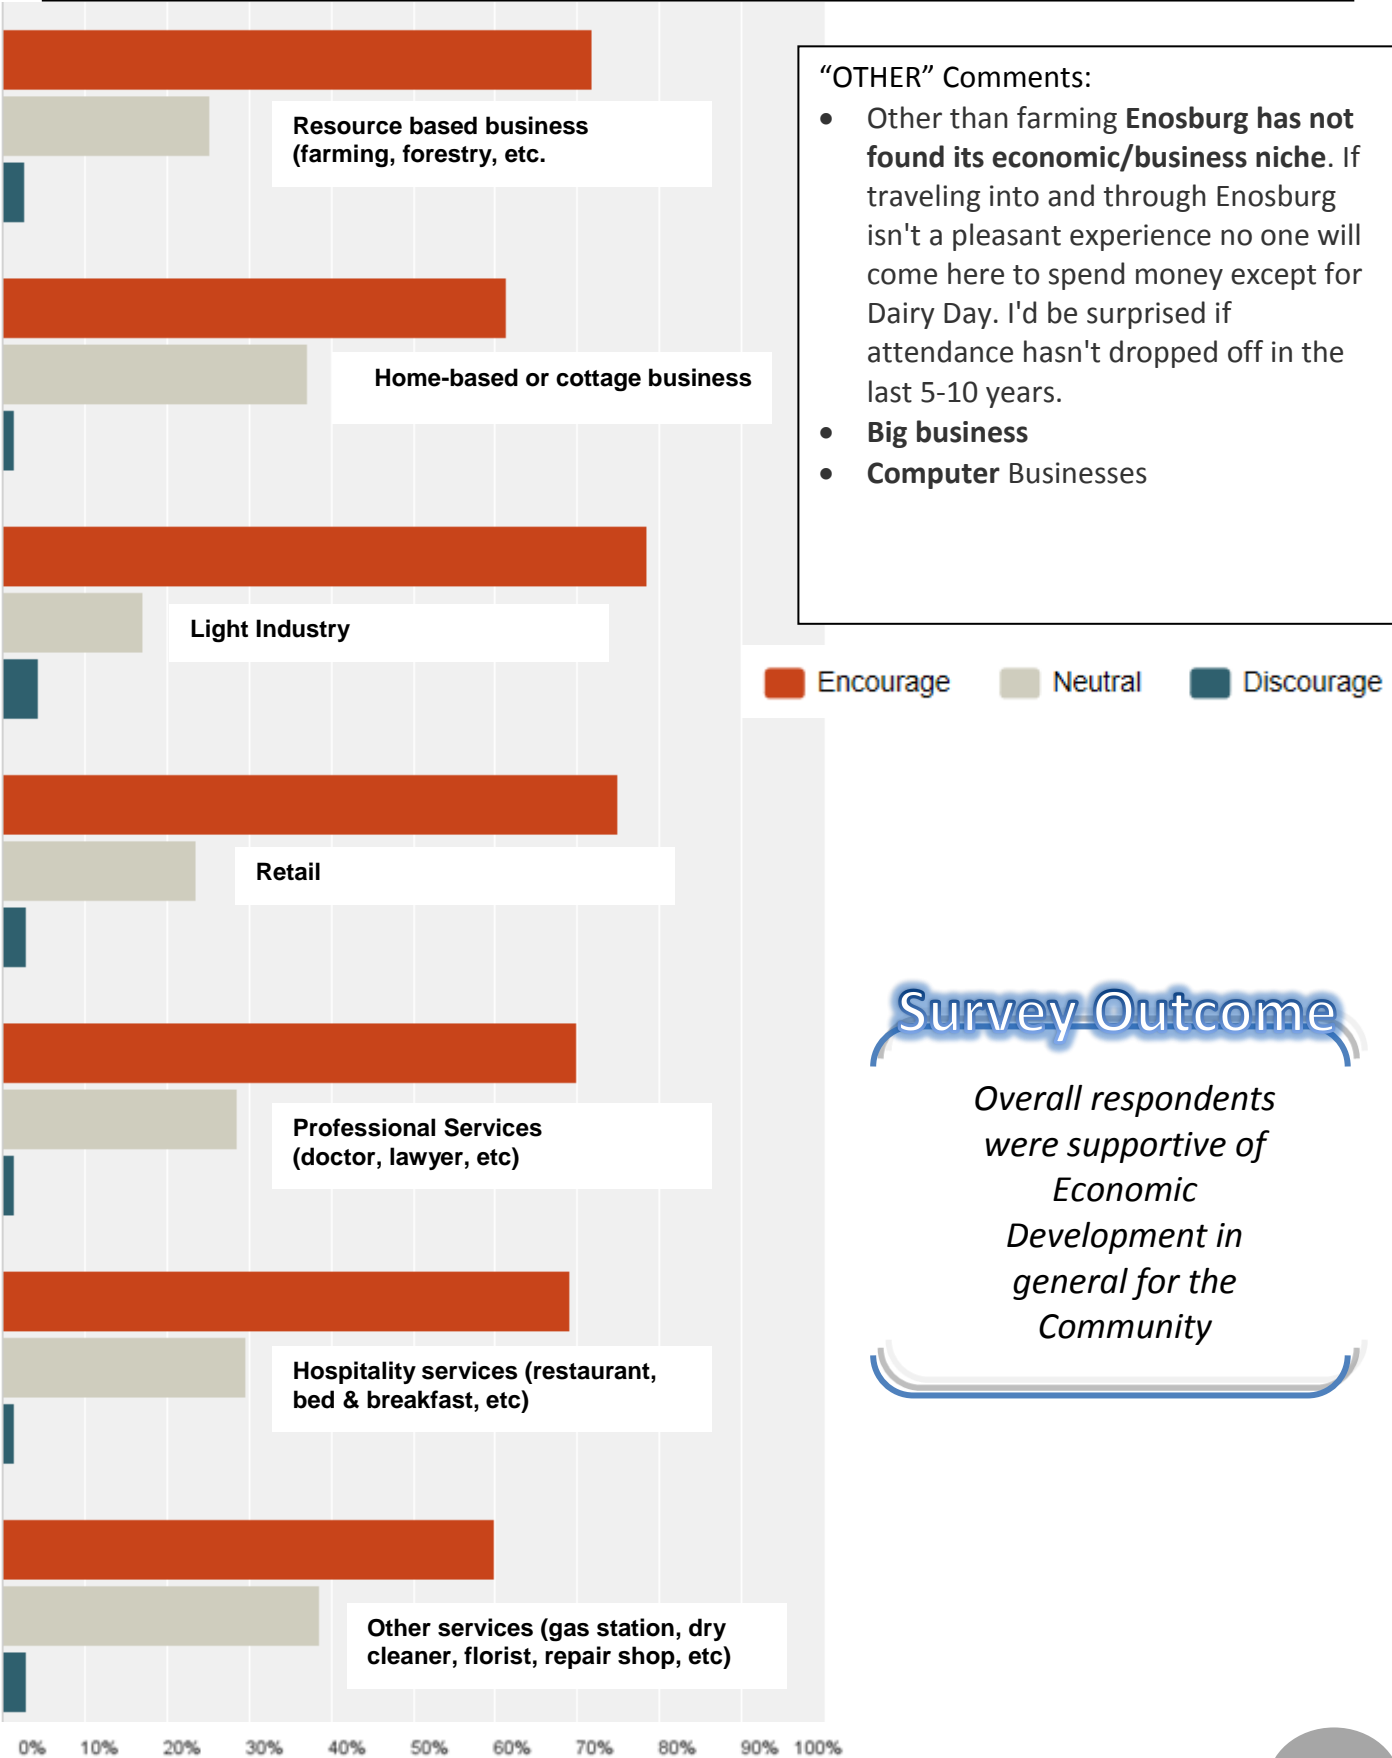 "OTHER" Comments:
• Other than farming Enosburg has not
found its economic/business niche. If
traveling into and through Enosburg
isn't a pleasant experience no one will
come here to spend money except for
Dairy Day. I'd be surprised if
attendance hasn't dropped off in the
last 5-10 years.
• Big business
• Computer Businesses
Resource based business
(farming, forestry, etc.
Home-based or cottage business
Light Industry
Encourage Neutral Discourage
Retail
Survey Outcome
Overall respondents
were supportive of
Economic
Development in
general for the
Community
Professional Services
(doctor, lawyer, etc)
Hospitality services (restaurant,
bed & breakfast, etc)
Other services (gas station, dry
cleaner, florist, repair shop, etc)
0% 10% 20% 30% 40% 50% 60% 70% 80% 90% 100%